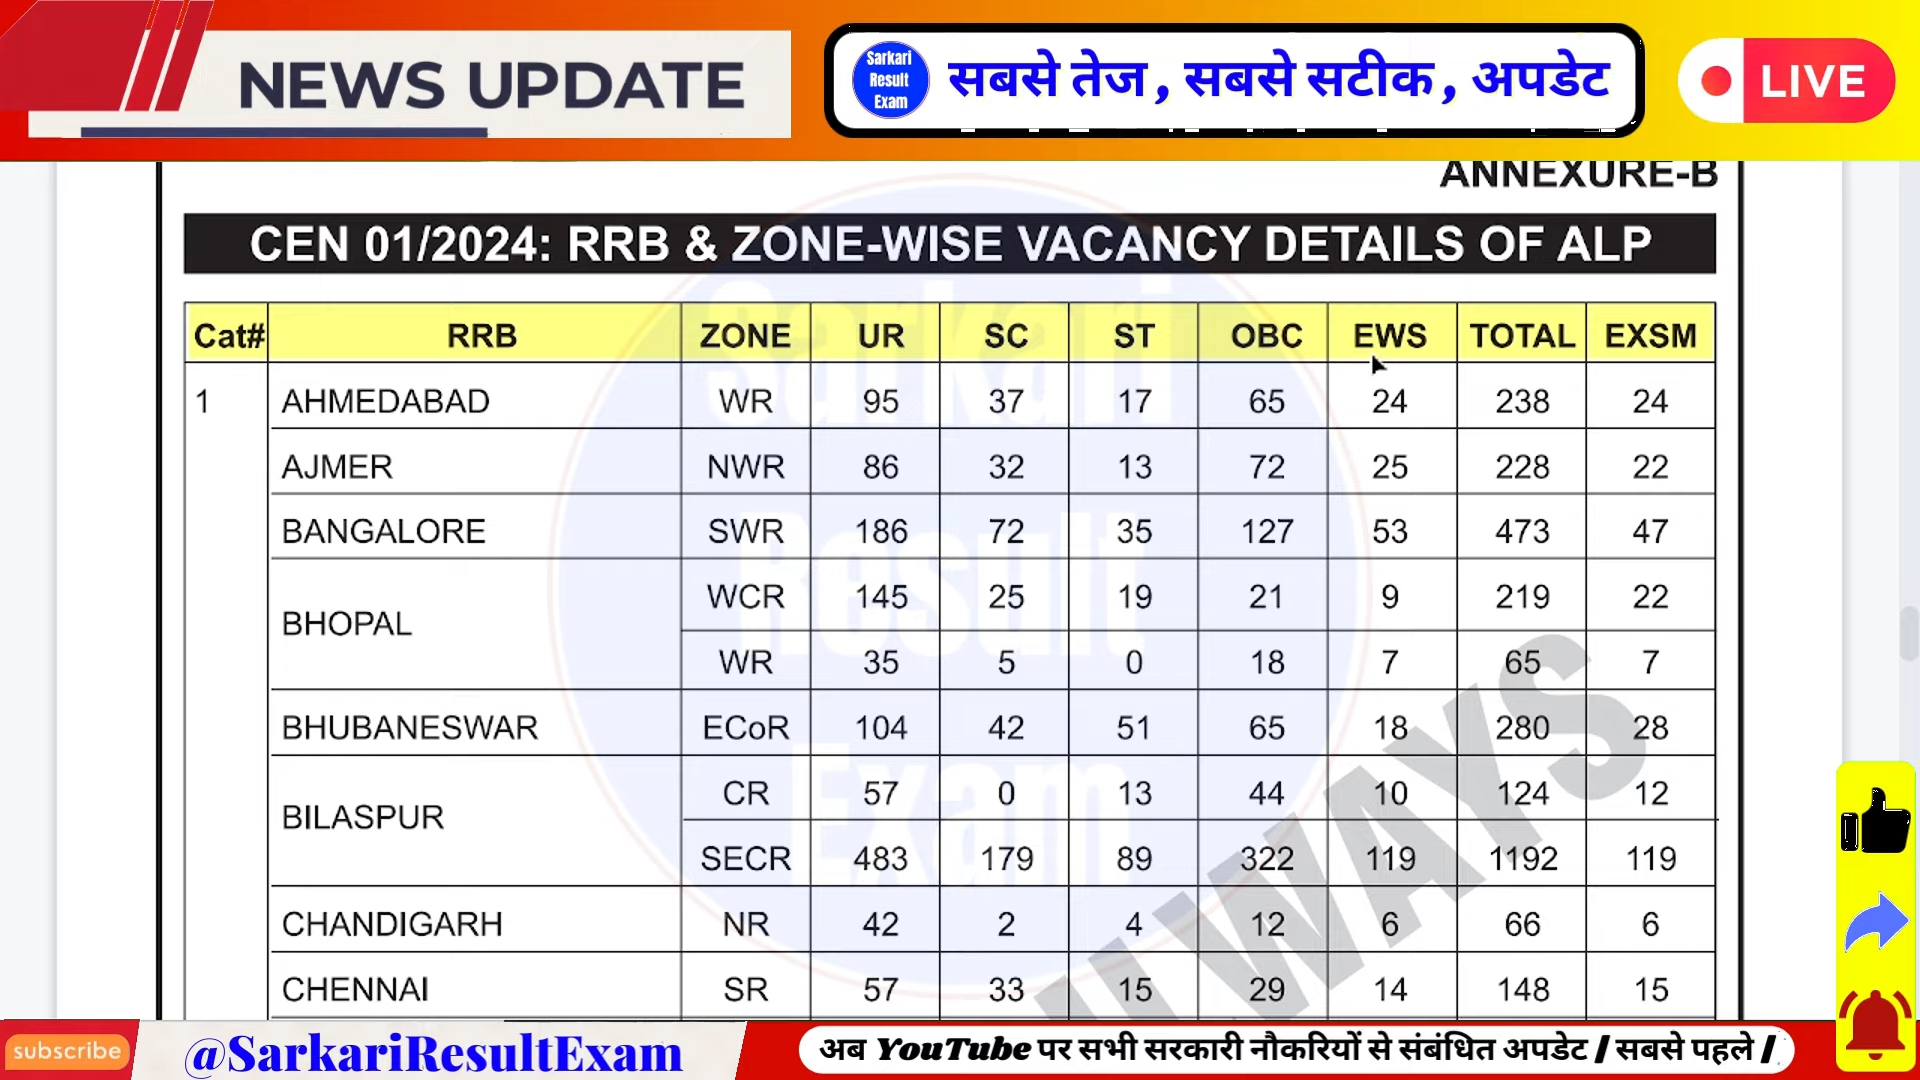 NEWS UPDATE
Sarkari
Result
Exam
सबसे तेज , सबसे सटीक , अपडेट
LIVE
ANNEXURE-B
CEN 01/2024: RRB & ZONE-WISE VACANCY DETAILS OF ALP
Cat# RRB ZONE UR SC ST OBC EWS TOTAL EXSM
1 AHMEDABAD WR 95 37 17 65 24 238 24
AJMER NWR 86 32 13 72 25 228 22
BANGALORE SWR 186 72 35 127 53 473 47
BHOPAL WCR 145 25 19 21 9 219 22
WR 35 5 0 18 7 65 7
BHUBANESWAR ECoR 104 42 51 65 18 280 28
BILASPUR CR 57 0 13 44 10 124 12
SECR 483 179 89 322 119 1192 119
CHANDIGARH NR 42 2 4 12 6 66 6
CHENNAI SR 57 33 15 29 14 148 15
Sarkari
Result
Exam
WAYS
subscribe
@SarkariResultExam
अब YouTube पर सभी सरकारी नौकरियों से संबंधित अपडेट / सबसे पहले /